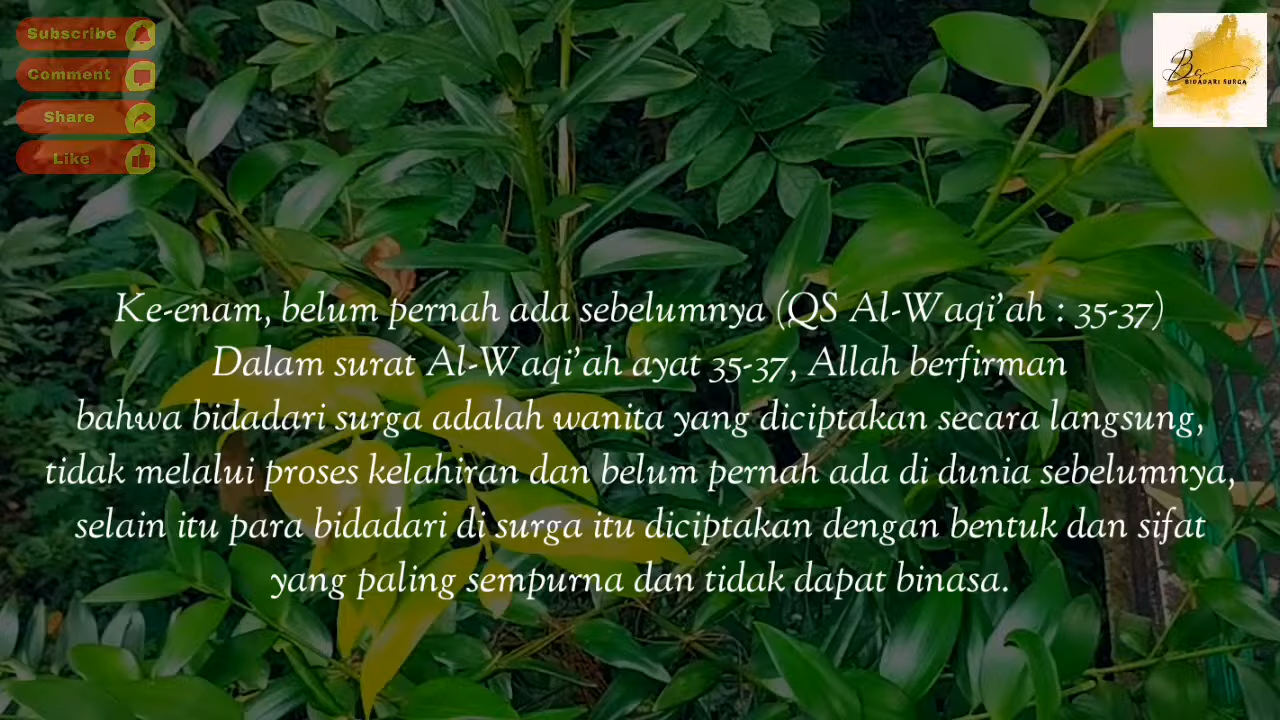 Subscribe
Comment
Share
Like
Bs
BIDADARI SURGA
Ke-enam, belum pernah ada sebelumnya (QS Al-Waqi'ah : 35-37)
Dalam surat Al-Waqi'ah ayat 35-37, Allah berfirman
bahwa bidadari surga adalah wanita yang diciptakan secara langsung,
tidak melalui proses kelahiran dan belum pernah ada di dunia sebelumnya,
selain itu para bidadari di surga itu diciptakan dengan bentuk dan sifat
yang paling sempurna dan tidak dapat binasa.